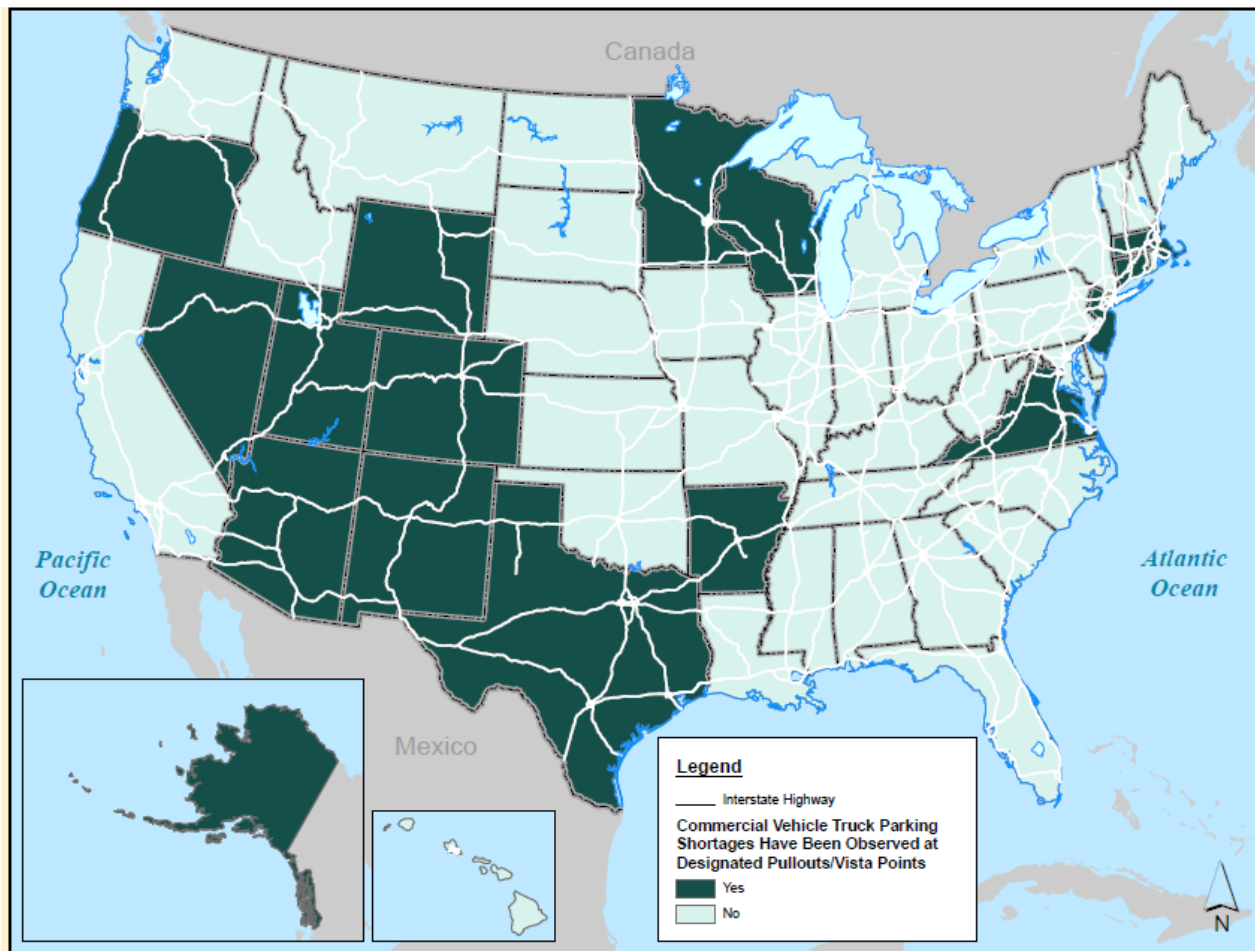 Canada
Pacific
Ocean
Atlantic
Ocean
Mexico
Legend
Interstate Highway
Commercial Vehicle Truck Parking
Shortages Have Been Observed at
Designated Pullouts/Vista Points
Yes
No
N